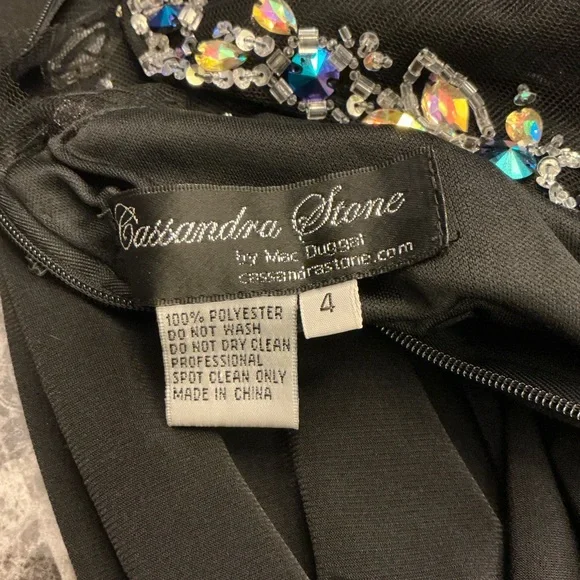 Cassandra Stone
by Mac Duggal
cassandrastone.com
4
100% POLYESTER
DO NOT WASH
DO NOT DRY CLEAN
PROFESSIONAL
SPOT CLEAN ONLY
MADE IN CHINA